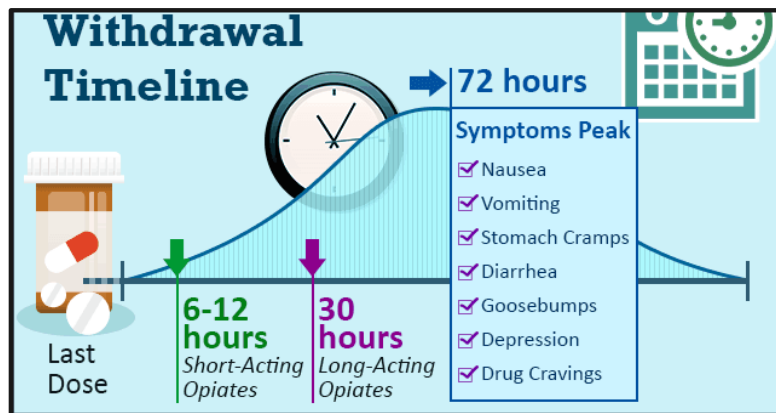 Withdrawal
Timeline
72 hours
Symptoms Peak
Nausea
Vomiting
Stomach Cramps
Diarrhea
Goosebumps
Depression
Drug Cravings
6-12
hours
Short-Acting
Opiates
30
hours
Long-Acting
Opiates
Last
Dose